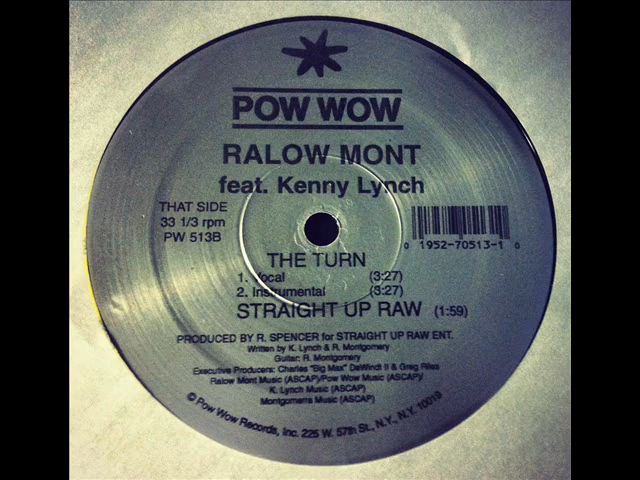 POW WOW
RALOW MONT
feat. Kenny Lynch
THAT SIDE
33 1/3 rpm
PW 513B
0 1952-70513-1 0
THE TURN
1. Vocal (3:27)
2. Instrumental (3:27)
STRAIGHT UP RAW (1:59)
PRODUCED BY R. SPENCER for STRAIGHT UP RAW ENT.
Written by K. Lynch & R. Montgomery
Guitar: R. Montgomery
Executive Producers: Charles "Big Max" DeWindt II & Greg Riles
Ralow Mont Music (ASCAP)/Pow Wow Music (ASCAP)/
K. Lynch Music (ASCAP)
Montgomerra Music (ASCAP)
© Pow Wow Records, Inc. 225 W. 57th St., N.Y., N.Y. 10019